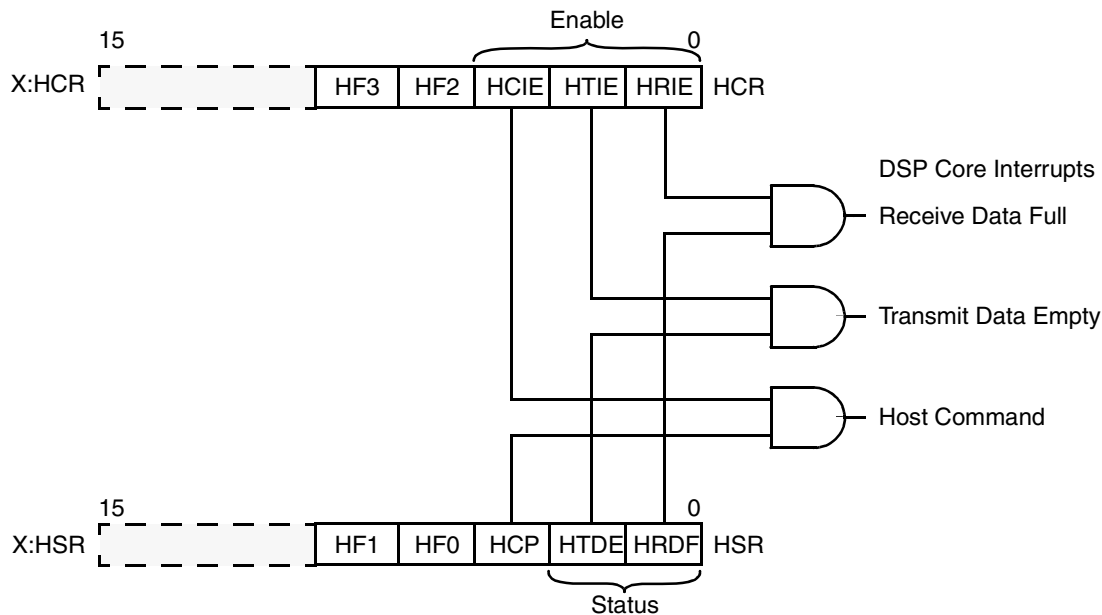 Enable
15 0
X:HCR HF3 HF2 HCIE HTIE HRIE HCR
DSP Core Interrupts
Receive Data Full
Transmit Data Empty
Host Command
15 0
X:HSR HF1 HF0 HCP HTDE HRDF HSR
Status